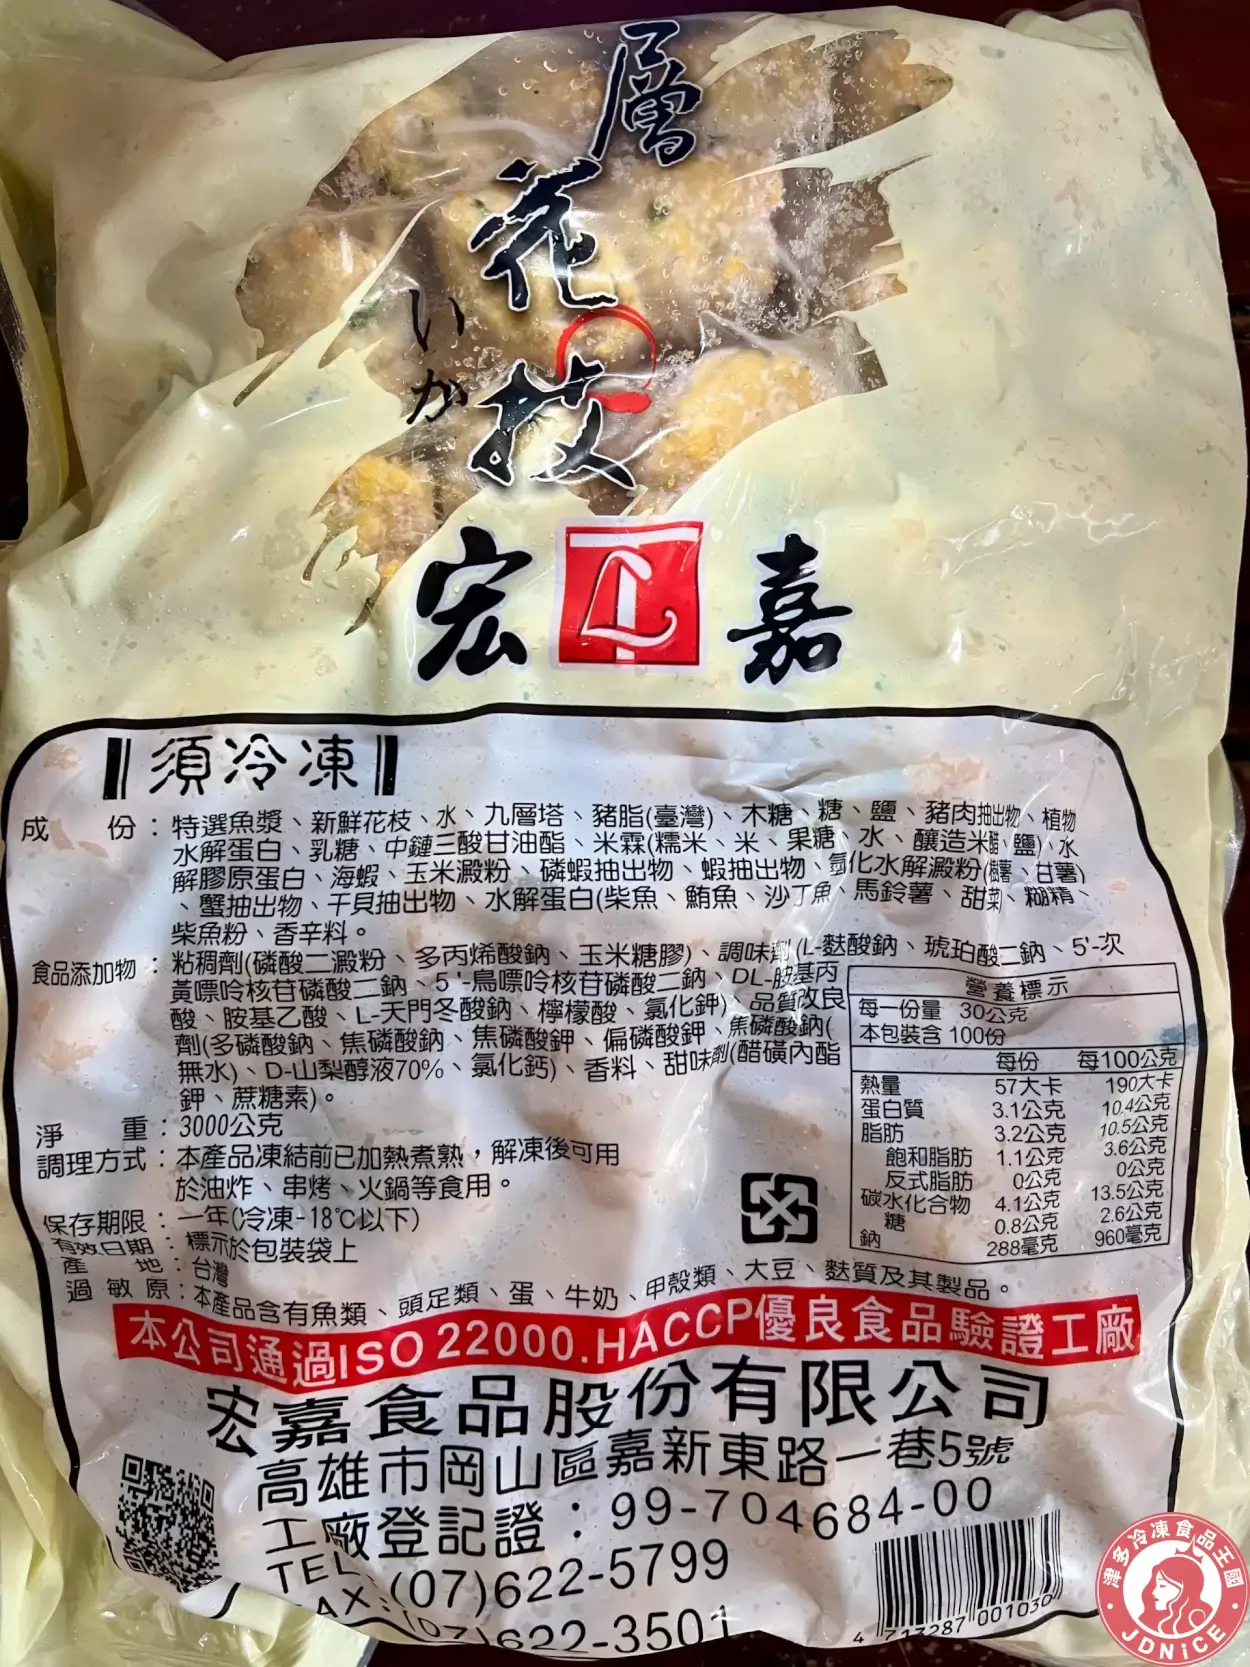 層
花
枝
いか
宏 嘉
須冷凍
成份：特選魚漿、新鮮花枝、水、九層塔、豬脂(臺灣)、木糖、糖、鹽、豬肉抽出物、植物
水解蛋白、乳糖、中鏈三酸甘油酯、米霖(糯米、米、果糖、水、釀造米醋、鹽)、水
解膠原蛋白、海蝦、玉米澱粉、磷蝦抽出物、蝦抽出物、氧化水解澱粉(樹薯、甘薯)
、蟹抽出物、干貝抽出物、水解蛋白(柴魚、鮪魚、沙丁魚、馬鈴薯、甜菜、糊精、
柴魚粉、香辛料。
食品添加物：粘稠劑(磷酸二澱粉、多丙烯酸鈉、玉米糖膠)、調味劑(L-麩酸鈉、琥珀酸二鈉、5'-次
黃嘌呤核苷磷酸二鈉、5'-鳥嘌呤核苷磷酸二鈉、DL-胺基丙
酸、胺基乙酸、L-天門冬酸鈉、檸檬酸、氯化鉀)、品質改良
劑(多磷酸鈉、焦磷酸鈉、焦磷酸鉀、偏磷酸鉀、焦磷酸鈉(
無水)、D-山梨醇液70%、氯化鈣)、香料、甜味劑(醋磺內酯
鉀、蔗糖素)。
淨重：3000公克
調理方式：本產品凍結前已加熱煮熟，解凍後可用
於油炸、串烤、火鍋等食用。
保存期限：一年(冷凍-18℃以下)
有效日期：標示於包裝袋上
產地：台灣
過敏原：本產品含有魚類、頭足類、蛋、牛奶、甲殼類、大豆、麩質及其製品。
營養標示
每一份量 30公克
本包裝含 100份
每份 每100公克
熱量 57大卡 190大卡
蛋白質 3.1公克 10.4公克
脂肪 3.2公克 10.5公克
飽和脂肪 1.1公克 3.6公克
反式脂肪 0公克 0公克
碳水化合物 4.1公克 13.5公克
糖 0.8公克 2.6公克
鈉 288毫克 960毫克
本公司通過ISO 22000.HACCP優良食品驗證工廠
宏嘉食品股份有限公司
高雄市岡山區嘉新東路一巷5號
工廠登記證：99-704684-00
TEL:(07)622-5799
FAX:(07)622-3501
津多冷凍食品王國
JDNiCE